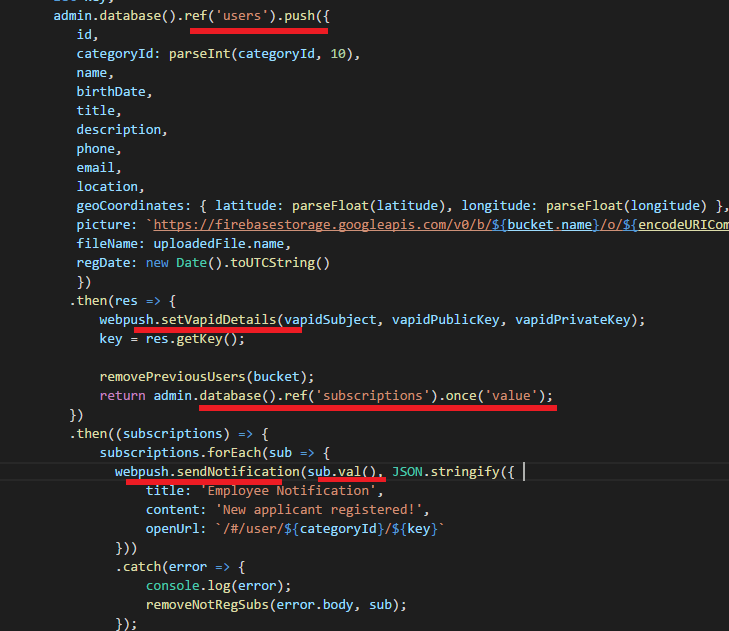 admin.database().ref('users').push({
id,
categoryId: parseInt(categoryId, 10),
name,
birthDate,
title,
description,
phone,
email,
location,
geoCoordinates: { latitude: parseFloat(latitude), longitude: parseFloat(longitude) },
picture: `https://firebasestorage.googleapis.com/v0/b/${bucket.name}/o/${encodeURICom
fileName: uploadedFile.name,
regDate: new Date().toUTCString()
})
.then(res => {
webpush.setVapidDetails(vapidSubject, vapidPublicKey, vapidPrivateKey);
key = res.getKey();
removePreviousUsers(bucket);
return admin.database().ref('subscriptions').once('value');
})
.then((subscriptions) => {
subscriptions.forEach(sub => {
webpush.sendNotification(sub.val(), JSON.stringify({
title: 'Employee Notification',
content: 'New applicant registered!',
openUrl: `/#/user/${categoryId}/${key}`
}))
.catch(error => {
console.log(error);
removeNotRegSubs(error.body, sub);
});